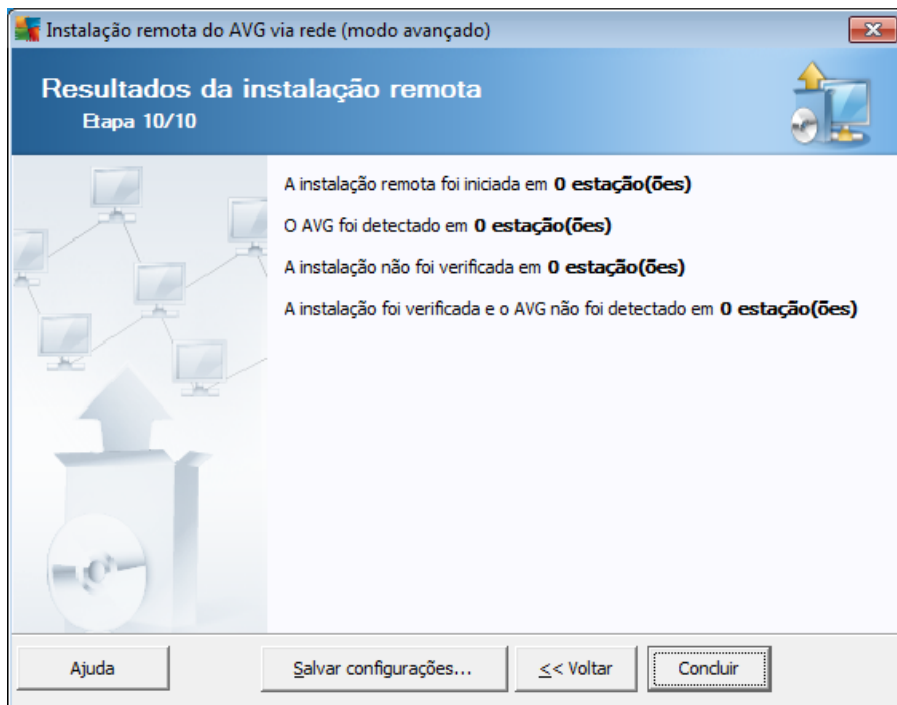 Instalação remota do AVG via rede (modo avançado)
Resultados da instalação remota
Etapa 10/10
A instalação remota foi iniciada em 0 estação(ões)
O AVG foi detectado em 0 estação(ões)
A instalação não foi verificada em 0 estação(ões)
A instalação foi verificada e o AVG não foi detectado em 0 estação(ões)
Ajuda
Salvar configurações...
<< Voltar
Concluir